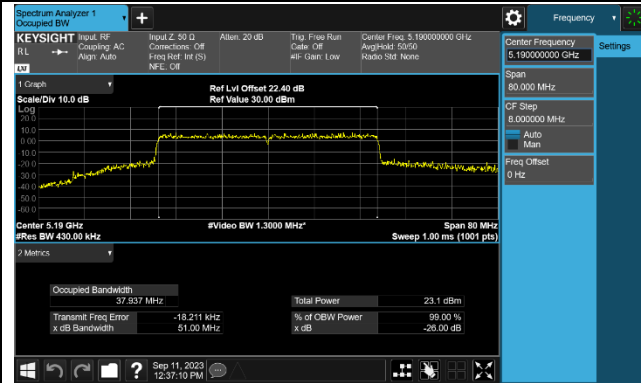 Spectrum Analyzer 1
Occupied BW
+
Frequency
KEYSIGHT
RL
LXI
Input: RF
Coupling: AC
Align: Auto
Input Z: 50 Ω
Corrections: Off
Freq Ref: Int (S)
NFE: Off
Atten: 20 dB
Trig: Free Run
Gate: Off
#IF Gain: Low
Center Freq: 5.190000000 GHz
Avg|Hold: 50/50
Radio Std: None
Center Frequency
5.190000000 GHz
Settings
Span
80.000 MHz
CF Step
8.000000 MHz
Auto
Man
Freq Offset
0 Hz
1 Graph
Scale/Div 10.0 dB
Ref Lvl Offset 22.40 dB
Ref Value 30.00 dBm
Log
20.0
10.0
0.00
-10.0
-20.0
-30.0
-40.0
-50.0
-60.0
Center 5.19 GHz
#Res BW 430.00 kHz
#Video BW 1.3000 MHz*
Span 80 MHz
Sweep 1.00 ms (1001 pts)
2 Metrics
Occupied Bandwidth
37.937 MHz
Total Power
23.1 dBm
Transmit Freq Error
-18.211 kHz
% of OBW Power
99.00 %
x dB Bandwidth
51.00 MHz
x dB
-26.00 dB
?
Sep 11, 2023
12:37:10 PM